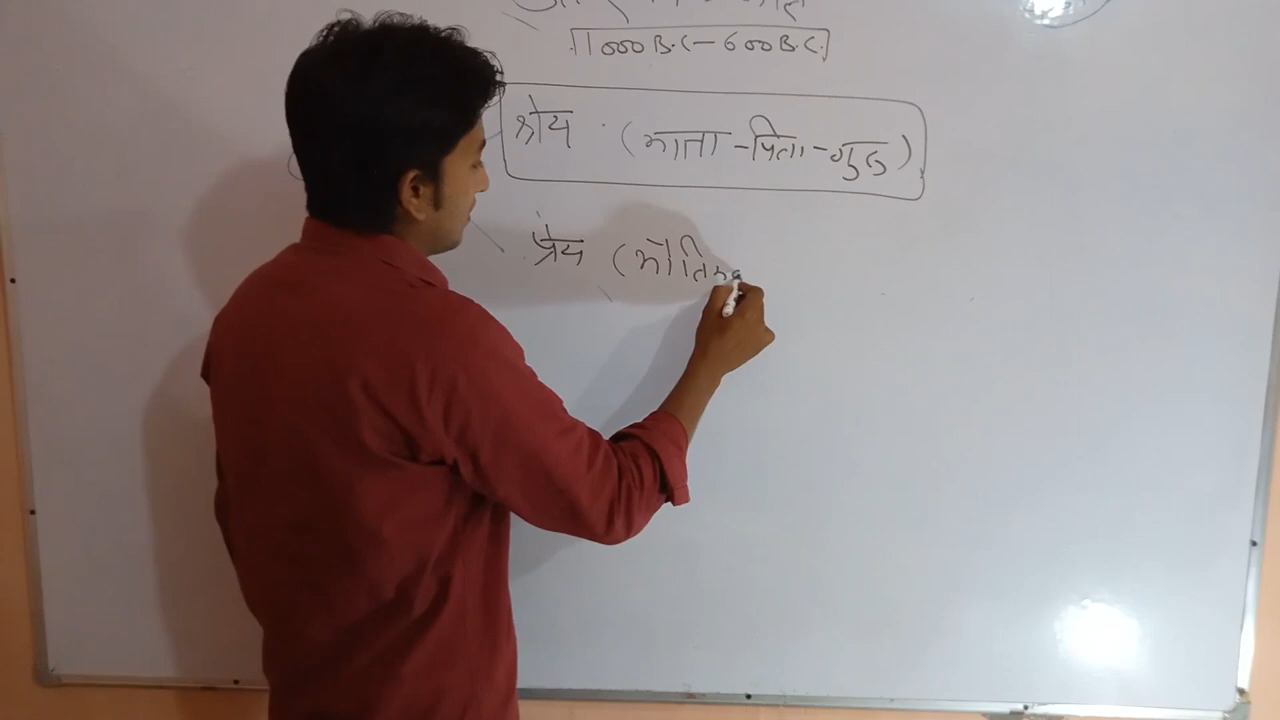 1000 B.C - 600 B.C.
श्रेय (माता - पिता - गुरु)
प्रेय (भौतिक